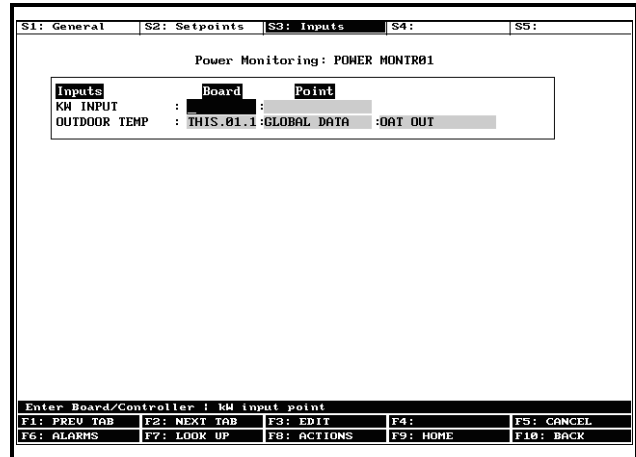 S1: General S2: Setpoints S3: Inputs S4: S5:
Power Monitoring: POWER MONTR01
Inputs Board Point
KW INPUT : :
OUTDOOR TEMP : THIS.01.1 :GLOBAL DATA :OAT OUT
Enter Board/Controller ¦ kW input point
F1: PREV TAB F2: NEXT TAB F3: EDIT F4: F5: CANCEL
F6: ALARMS F7: LOOK UP F8: ACTIONS F9: HOME F10: BACK